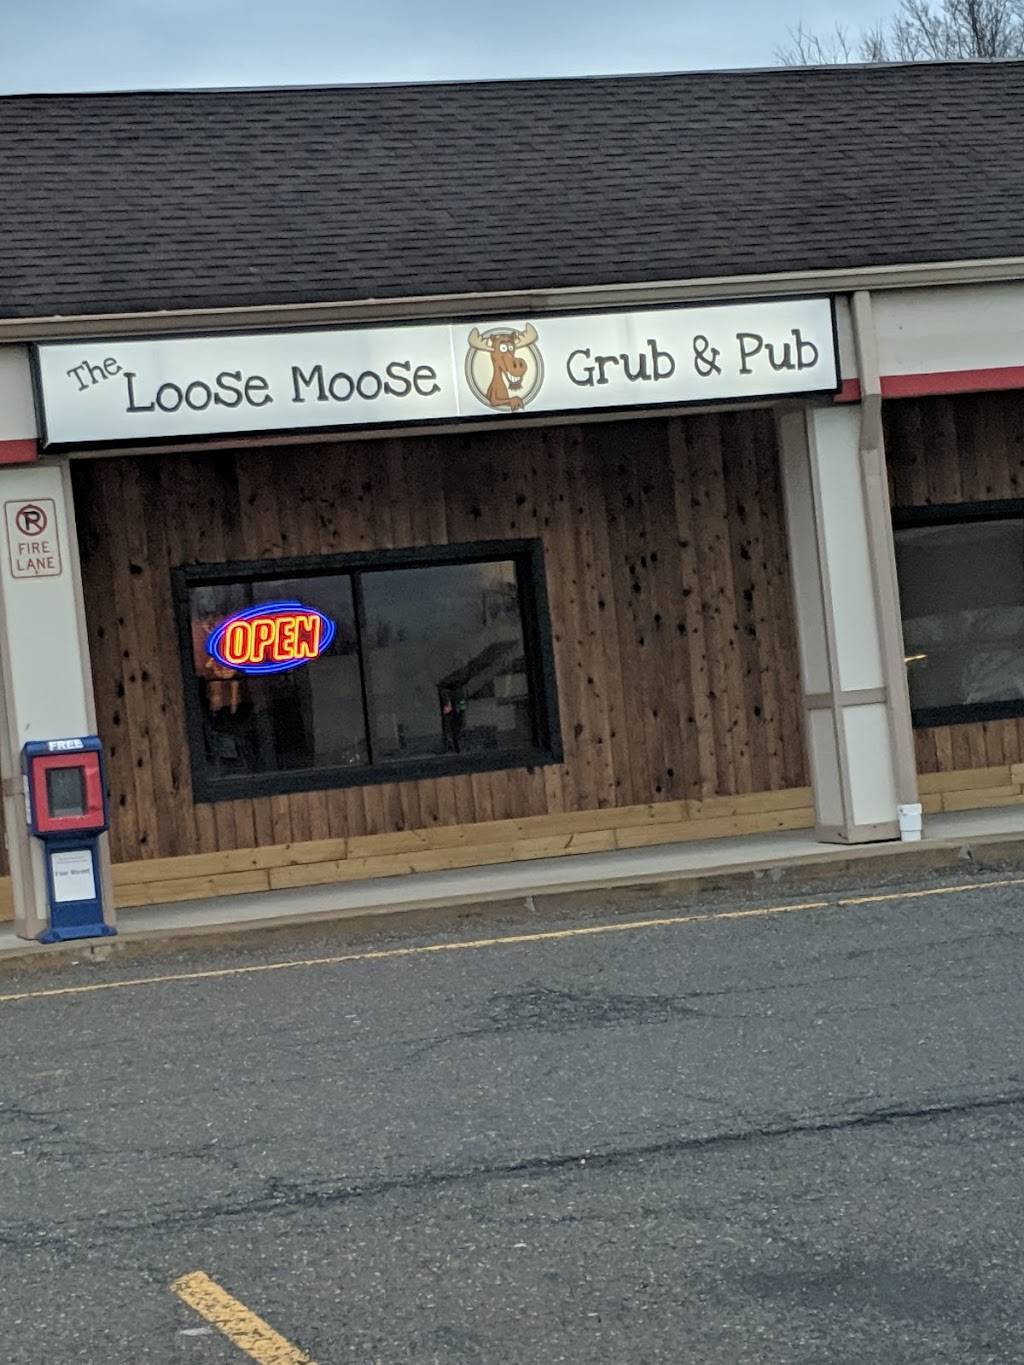 The Loose Moose Grub & Pub
R
FIRE
LANE
OPEN
FREE